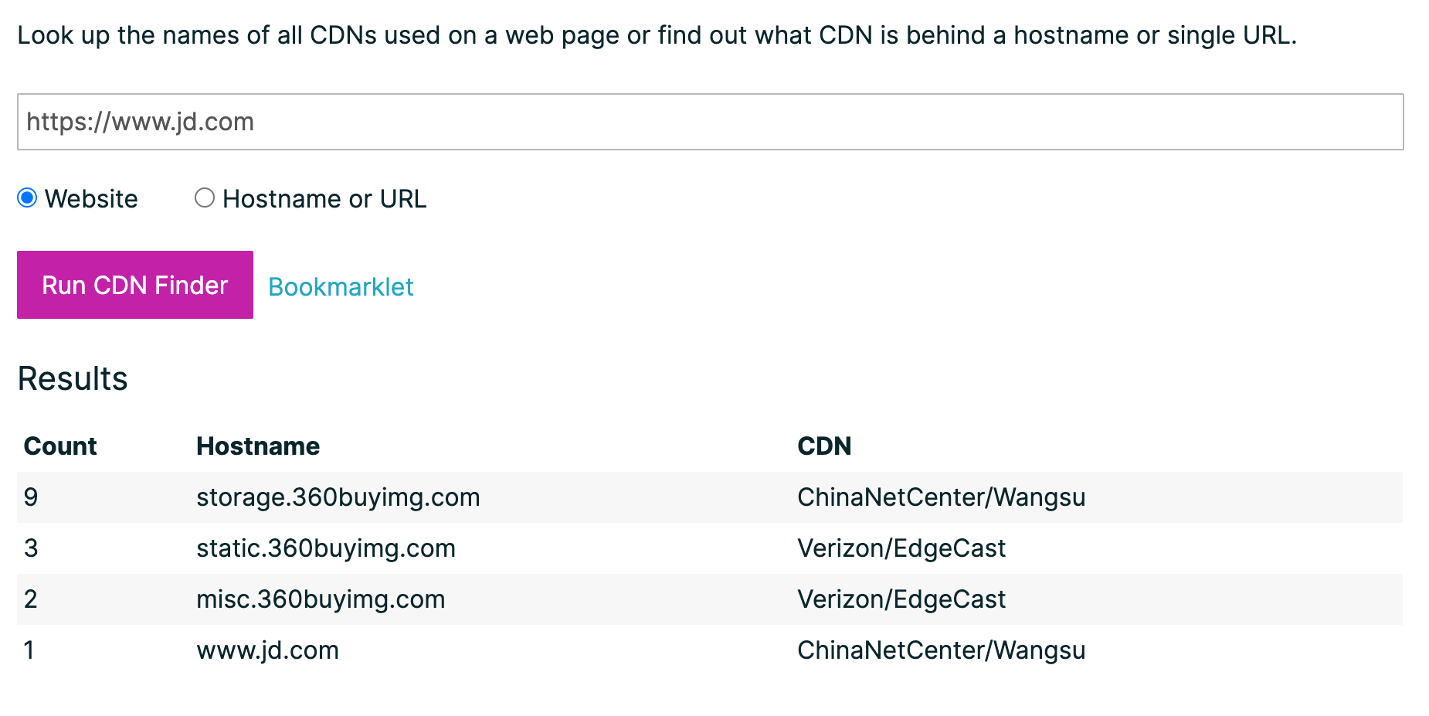 Look up the names of all CDNs used on a web page or find out what CDN is behind a hostname or single URL.
https://www.jd.com
Website Hostname or URL
Run CDN Finder Bookmarklet
Results
Count Hostname CDN
9 storage.360buyimg.com ChinaNetCenter/Wangsu
3 static.360buyimg.com Verizon/EdgeCast
2 misc.360buyimg.com Verizon/EdgeCast
1 www.jd.com ChinaNetCenter/Wangsu